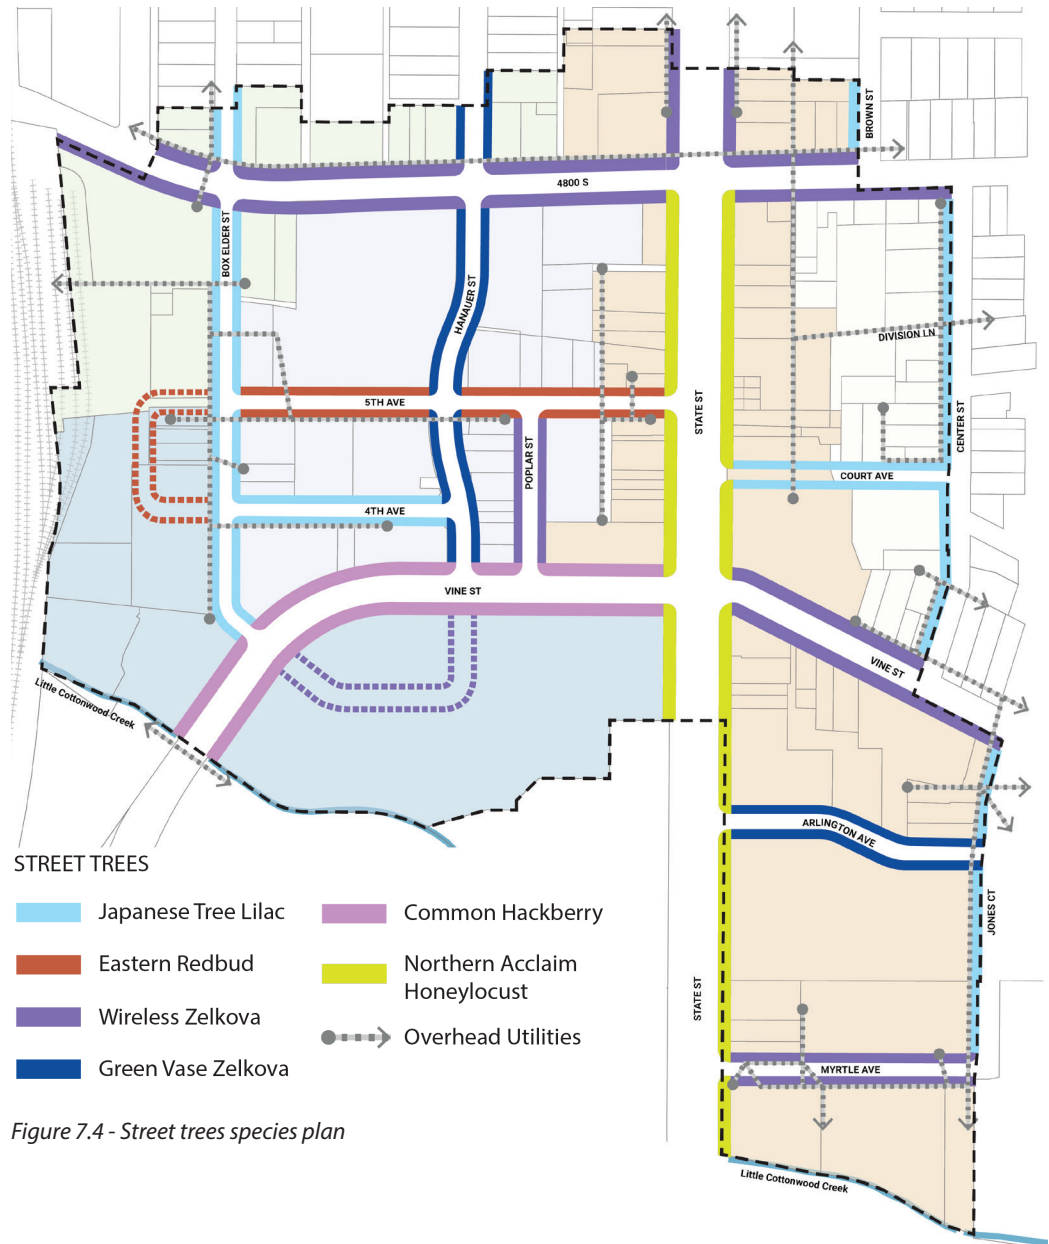 BROWN ST
4800 S
BOX ELDER ST
HANAUER ST
DIVISION LN
5TH AVE
STATE ST
CENTER ST
POPLAR ST
COURT AVE
4TH AVE
VINE ST
VINE ST
Little Cottonwood Creek
ARLINGTON AVE
JONES CT
STATE ST
MYRTLE AVE
Little Cottonwood Creek
STREET TREES
Japanese Tree Lilac
Eastern Redbud
Wireless Zelkova
Green Vase Zelkova
Common Hackberry
Northern Acclaim
Honeylocust
Overhead Utilities
Figure 7.4 - Street trees species plan